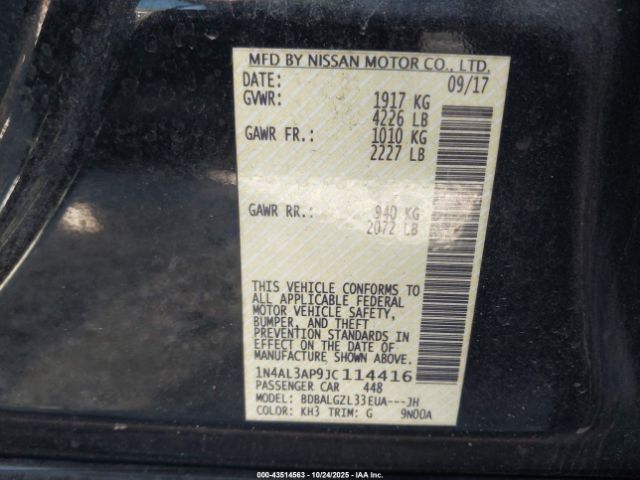 MFD BY NISSAN MOTOR CO., LTD.
DATE: 09/17
GVWR: 1917 KG
4226 LB
GAWR FR.: 1010 KG
2227 LB
GAWR RR.: 940 KG
2072 LB
THIS VEHICLE CONFORMS TO
ALL APPLICABLE FEDERAL
MOTOR VEHICLE SAFETY,
BUMPER, AND THEFT
PREVENTION STANDARDS IN
EFFECT ON THE DATE OF
MANUFACTURE SHOWN ABOVE.
1N4AL3AP9JC114416
PASSENGER CAR 448
MODEL: BDBALGZL33EUA---JH
COLOR: KH3 TRIM: G 9N00A
000-43514563 - 10/24/2025 - IAA, Inc.